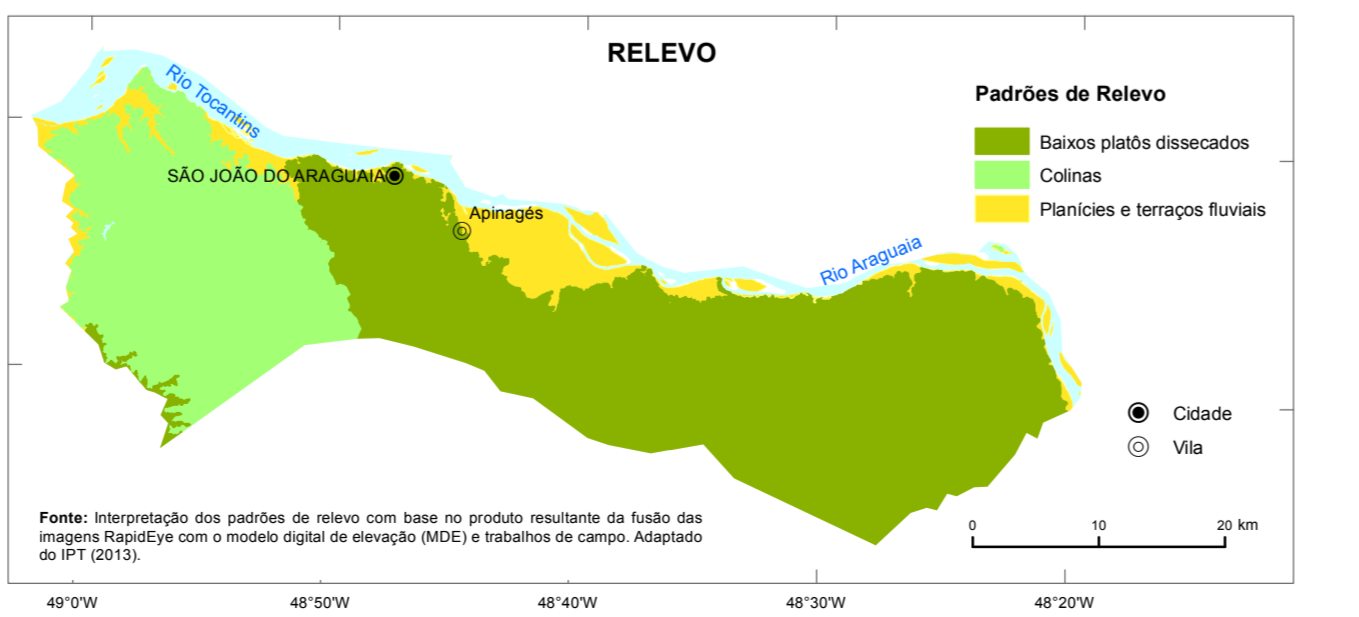 RELEVO
Rio Tocantins
Padrões de Relevo
Baixos platôs dissecados
SÃO JOÃO DO ARAGUAIA
Colinas
Apinagés
Planícies e terraços fluviais
Rio Araguaia
Cidade
Vila
Fonte: Interpretação dos padrões de relevo com base no produto resultante da fusão das
imagens RapidEye com o modelo digital de elevação (MDE) e trabalhos de campo. Adaptado
do IPT (2013).
0 10 20 km
49°0'W 48°50'W 48°40'W 48°30'W 48°20'W